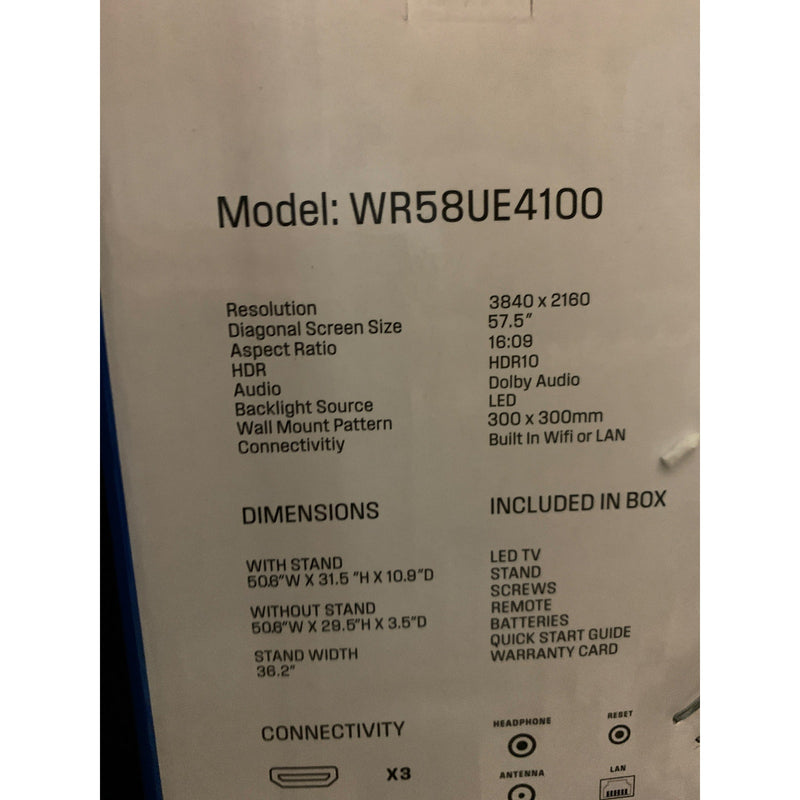 Model: WR58UE4100
Resolution 3840 x 2160
Diagonal Screen Size 57.5"
Aspect Ratio 16:09
HDR HDR10
Audio Dolby Audio
Backlight Source LED
Wall Mount Pattern 300 x 300mm
Connectivitiy Built In Wifi or LAN
DIMENSIONS
WITH STAND
50.8"W X 31.5 "H X 10.9"D
WITHOUT STAND
50.8"W X 29.5"H X 3.5"D
STAND WIDTH
36.2"
INCLUDED IN BOX
LED TV
STAND
SCREWS
REMOTE
BATTERIES
QUICK START GUIDE
WARRANTY CARD
CONNECTIVITY
X3
HEADPHONE
RESET
ANTENNA
LAN